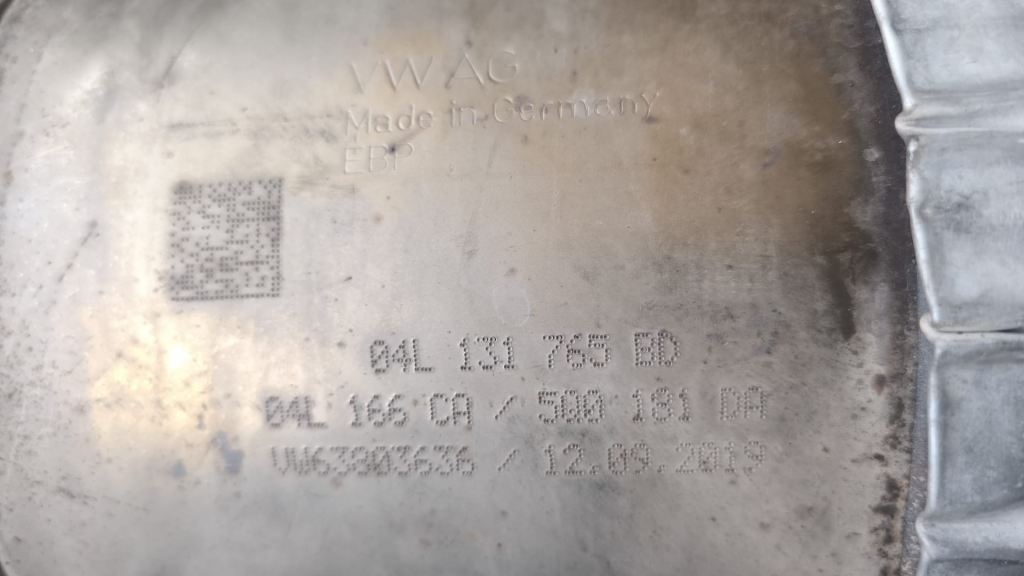 VW AG
Made in Germany
EBP
04L 131 765 BD
04L 166 CA / 5Q0 181 DA
VW63803636 / 12.09.2019